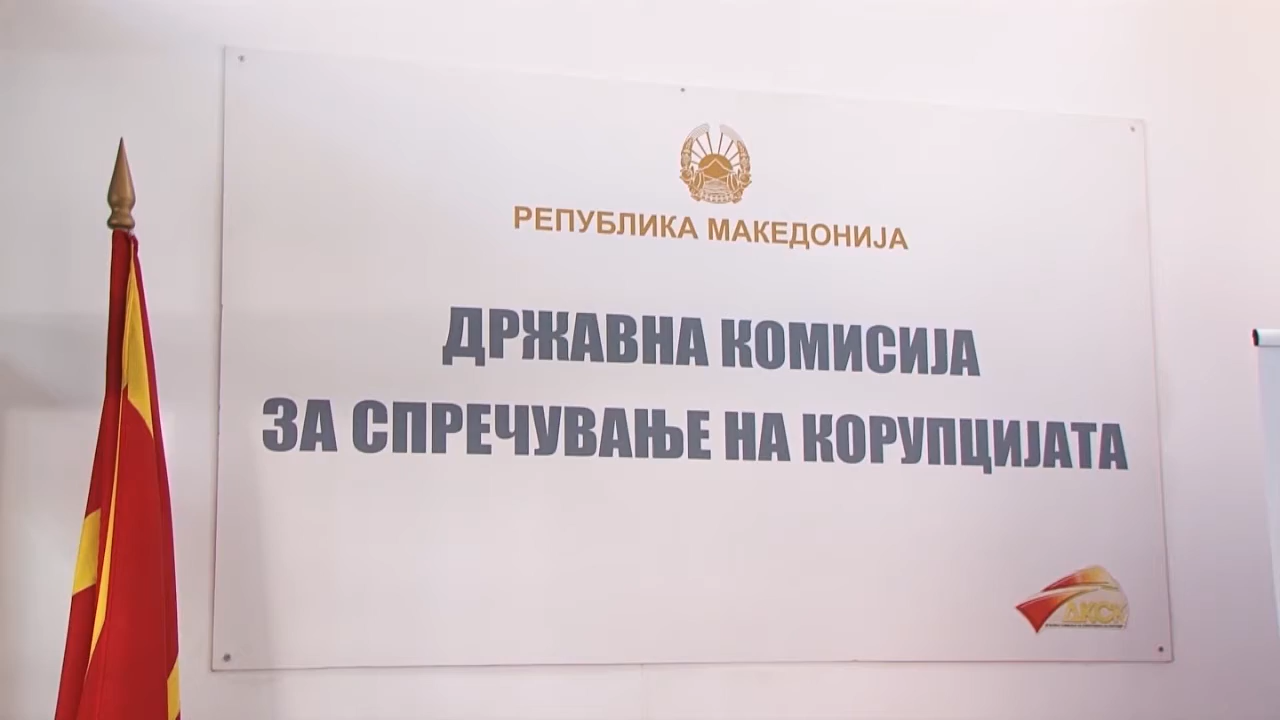 РЕПУБЛИКА МАКЕДОНИЈА
ДРЖАВНА КОМИСИЈА
ЗА СПРЕЧУВАЊЕ НА КОРУПЦИЈАТА
ДКСК